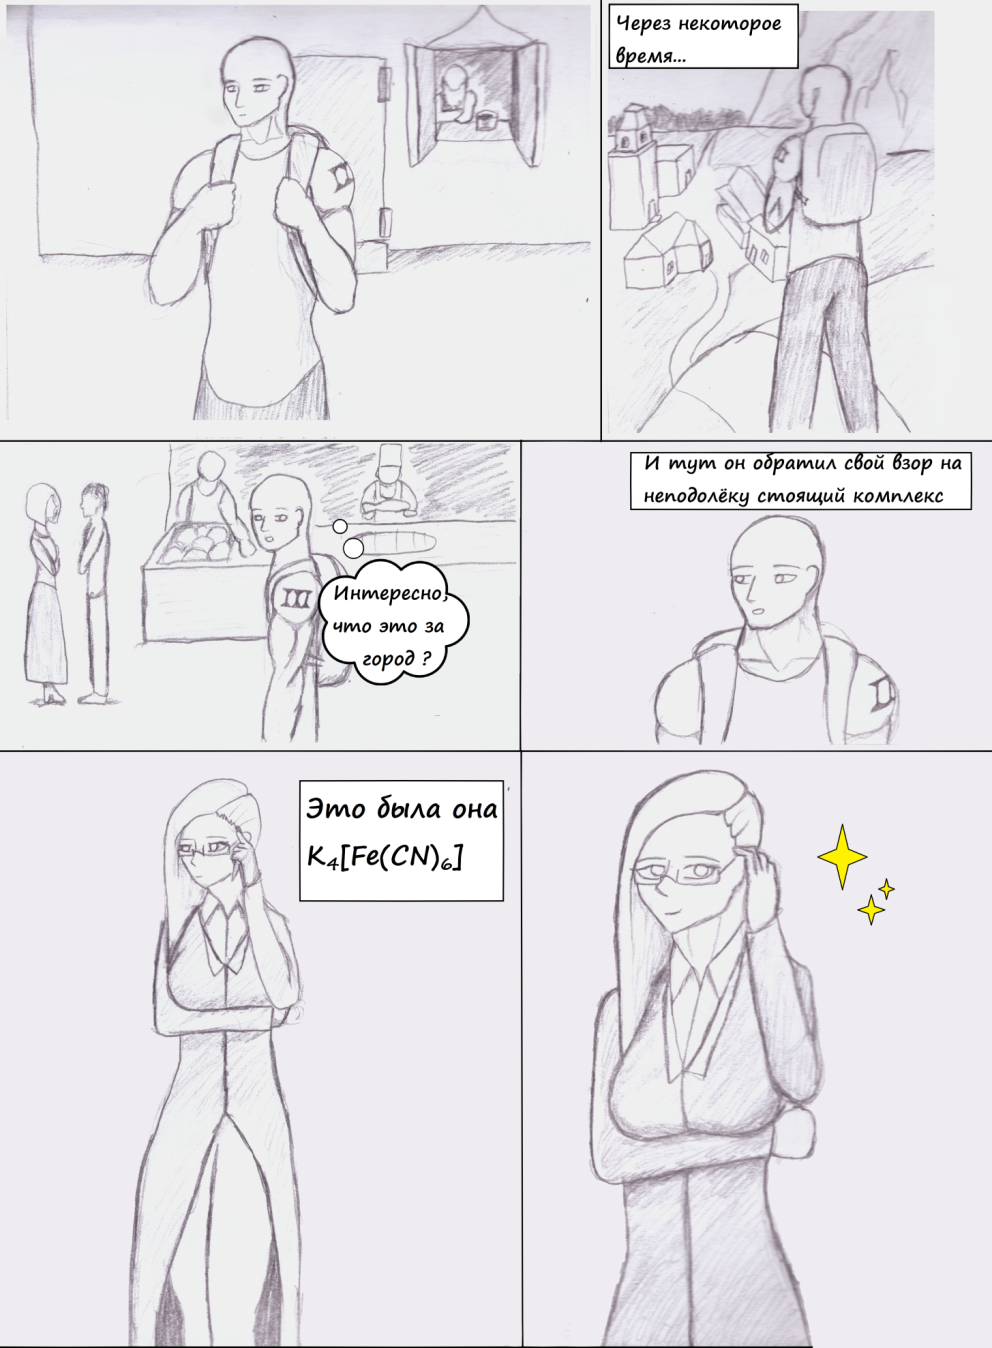 Через некоторое
время...
III
Интересно,
что это за
город ?
И тут он обратил свой взор на
неподолёку стоящий комплекс
Это была она
K₄[Fe(CN)₆]